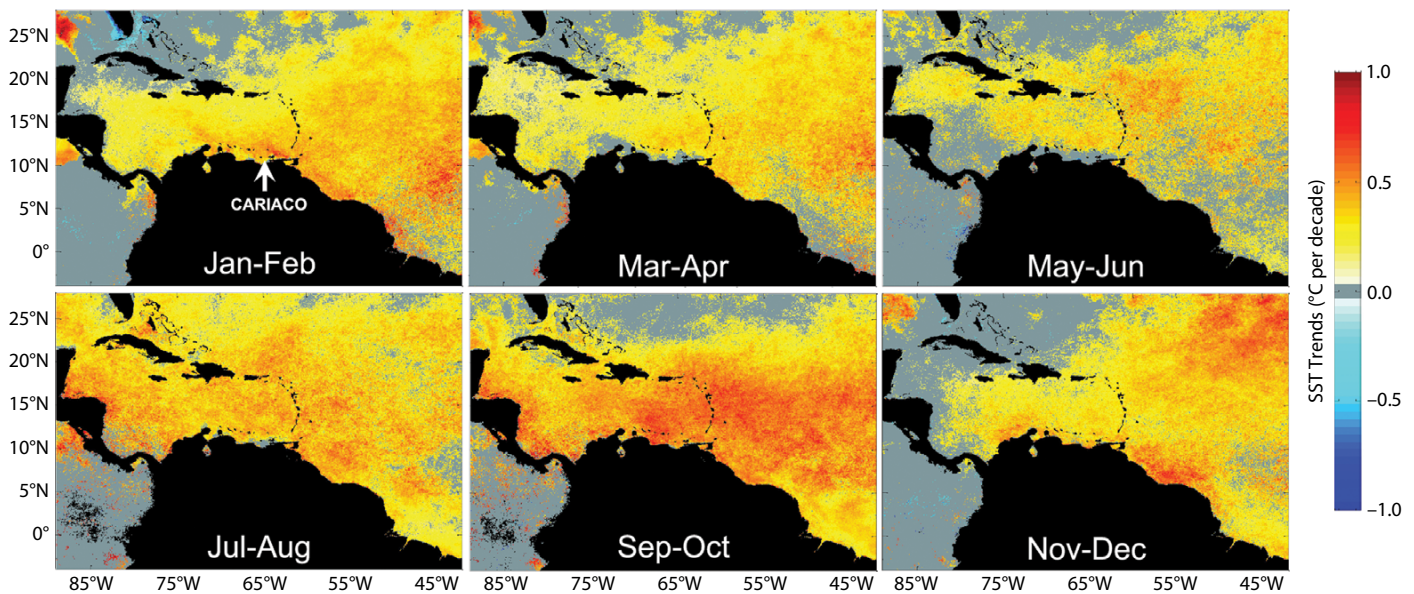 25°N
20°N
15°N
10°N
5°N
0°
CARIACO
Jan-Feb
Mar-Apr
May-Jun
25°N
20°N
15°N
10°N
5°N
0°
Jul-Aug
Sep-Oct
Nov-Dec
85°W 75°W 65°W 55°W 45°W
85°W 75°W 65°W 55°W 45°W
85°W 75°W 65°W 55°W 45°W
1.0
0.5
0.0
−0.5
−1.0
SST Trends (°C per decade)